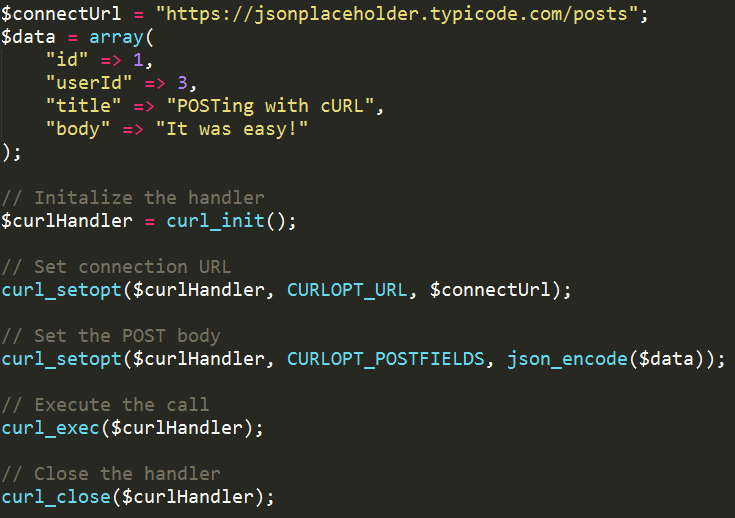 $connectUrl = "https://jsonplaceholder.typicode.com/posts";
$data = array(
    "id" => 1,
    "userId" => 3,
    "title" => "POSTing with cURL",
    "body" => "It was easy!"
);

// Initalize the handler
$curlHandler = curl_init();

// Set connection URL
curl_setopt($curlHandler, CURLOPT_URL, $connectUrl);

// Set the POST body
curl_setopt($curlHandler, CURLOPT_POSTFIELDS, json_encode($data));

// Execute the call
curl_exec($curlHandler);

// Close the handler
curl_close($curlHandler);